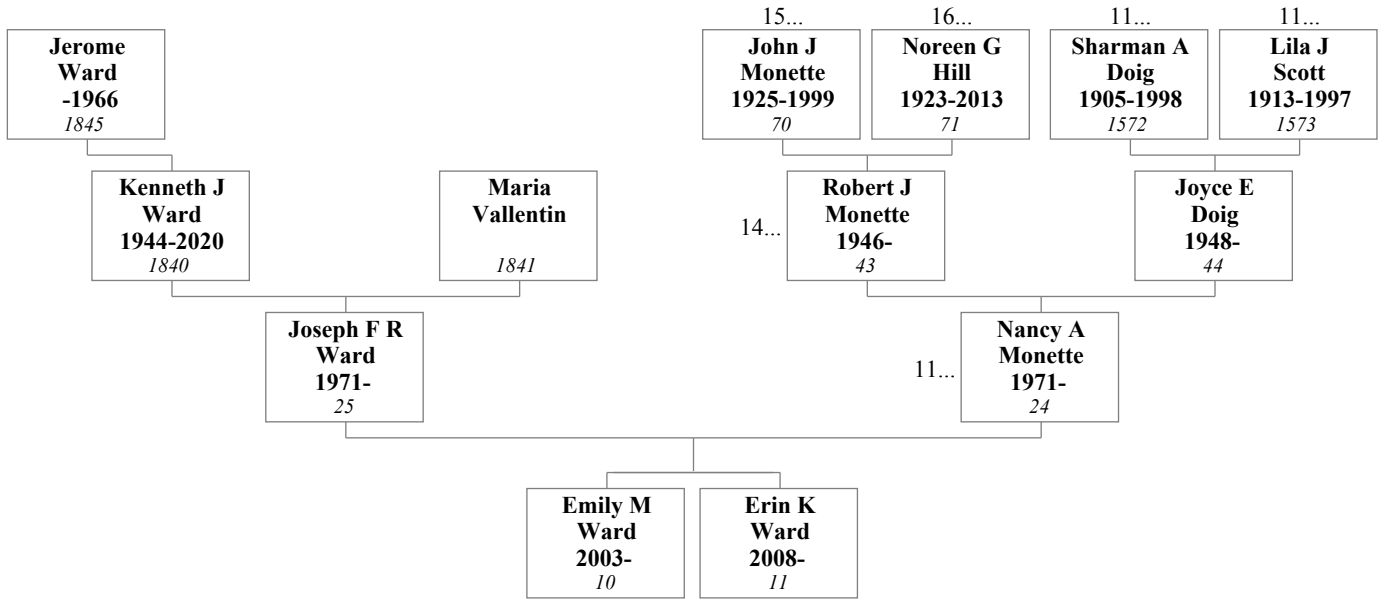 15...
16...
11...
11...
Jerome
Ward
-1966
1845
John J
Monette
1925-1999
70
Noreen G
Hill
1923-2013
71
Sharman A
Doig
1905-1998
1572
Lila J
Scott
1913-1997
1573
Kenneth J
Ward
1944-2020
1840
Maria
Vallentin
1841
14...
Robert J
Monette
1946-
43
Joyce E
Doig
1948-
44
Joseph F R
Ward
1971-
25
11...
Nancy A
Monette
1971-
24
Emily M
Ward
2003-
10
Erin K
Ward
2008-
11